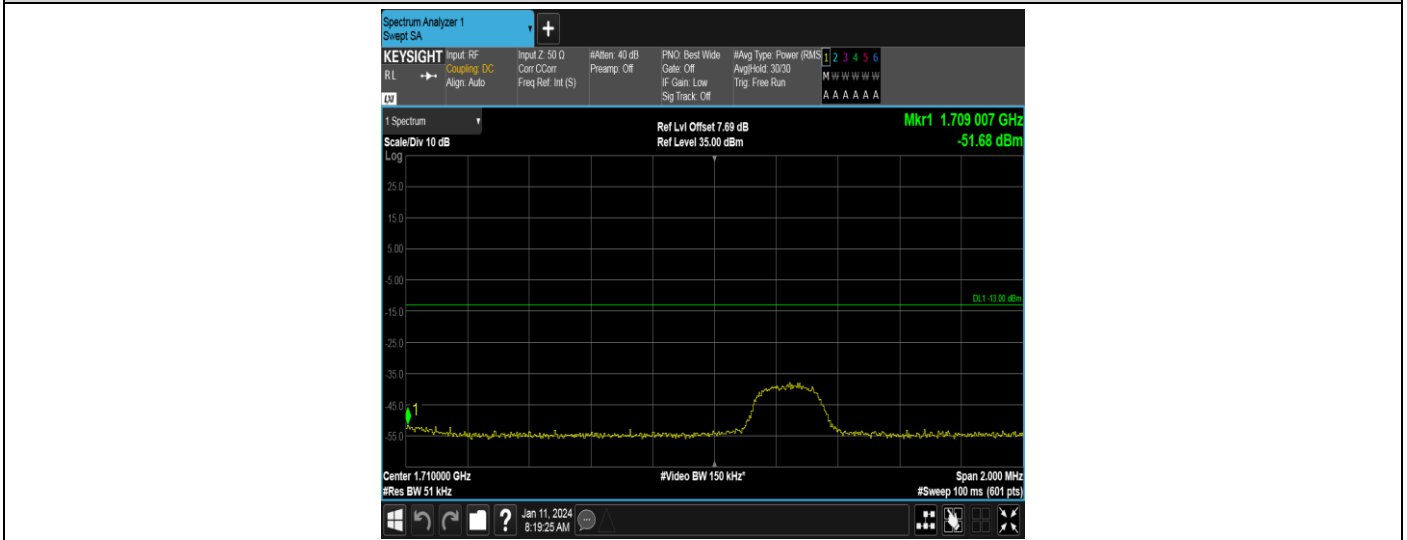 Spectrum Analyzer 1
Swept SA
+
KEYSIGHT
RL
LXI
Input: RF
Coupling: DC
Align: Auto
Input Z: 50 Ω
Corr CCorr
Freq Ref: Int (S)
#Atten: 40 dB
Preamp: Off
PNO: Best Wide
Gate: Off
IF Gain: Low
Sig Track: Off
#Avg Type: Power (RMS
Avg|Hold: 30/30
Trig: Free Run
1 2 3 4 5 6
M W W W W W
A A A A A A
1 Spectrum
Scale/Div 10 dB
Ref Lvl Offset 7.69 dB
Ref Level 35.00 dBm
Mkr1 1.709 007 GHz
-51.68 dBm
Log
25.0
15.0
5.00
-5.00
DL1 -13.00 dBm
-15.0
-25.0
-35.0
-45.0
1
-55.0
Center 1.710000 GHz
#Video BW 150 kHz*
Span 2.000 MHz
#Res BW 51 kHz
#Sweep 100 ms (601 pts)
?
Jan 11, 2024
8:19:25 AM